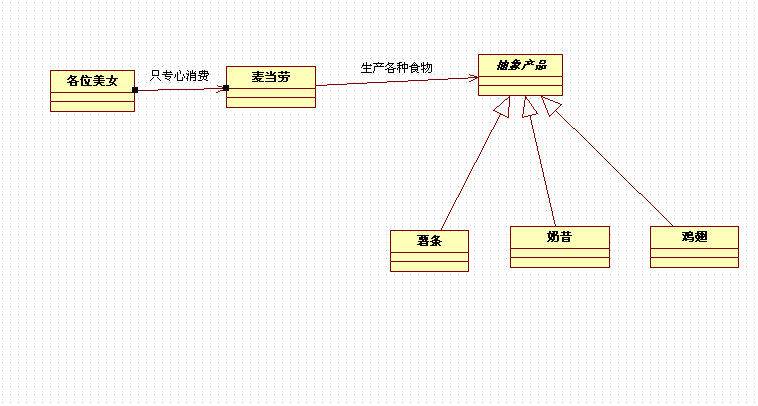 各位美女
只专心消费
麦当劳
生产各种食物
抽象产品
薯条
奶昔
鸡翅